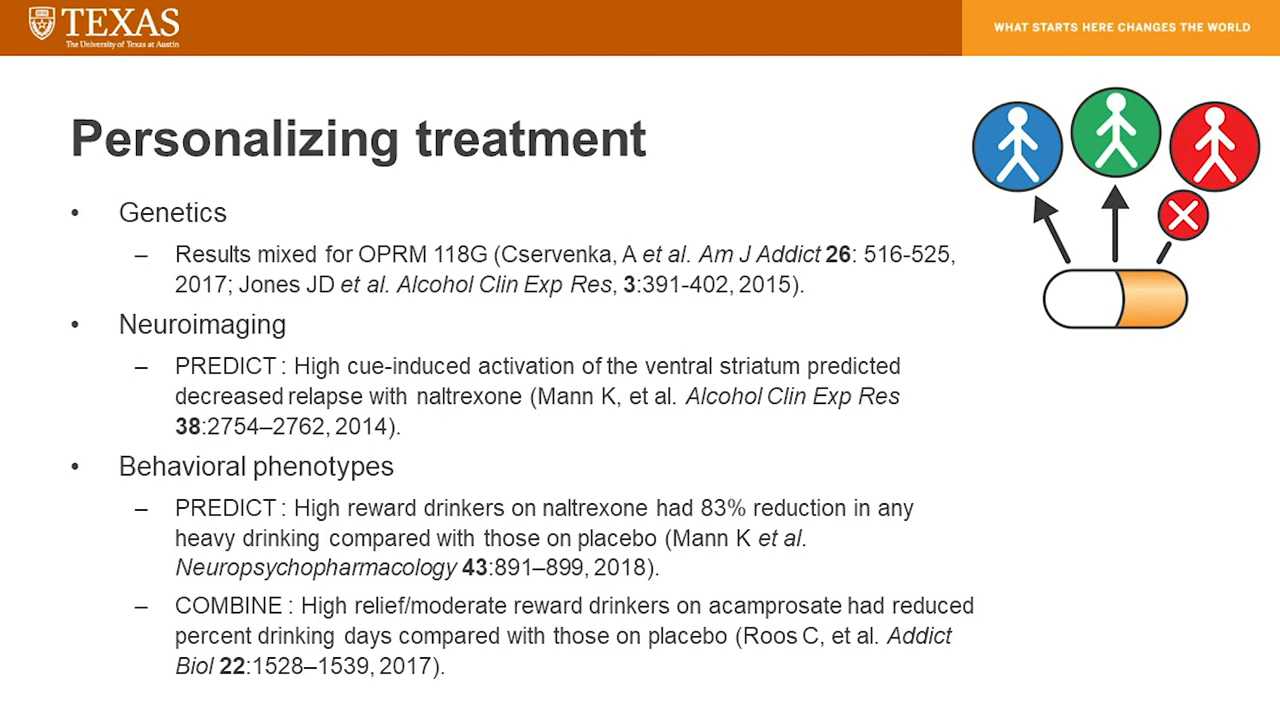 TEXAS
The University of Texas at Austin
WHAT STARTS HERE CHANGES THE WORLD
Personalizing treatment
• Genetics
– Results mixed for OPRM 118G (Cservenka, A et al. Am J Addict 26: 516-525,
2017; Jones JD et al. Alcohol Clin Exp Res, 3:391-402, 2015).
• Neuroimaging
– PREDICT : High cue-induced activation of the ventral striatum predicted
decreased relapse with naltrexone (Mann K, et al. Alcohol Clin Exp Res
38:2754–2762, 2014).
• Behavioral phenotypes
– PREDICT : High reward drinkers on naltrexone had 83% reduction in any
heavy drinking compared with those on placebo (Mann K et al.
Neuropsychopharmacology 43:891–899, 2018).
– COMBINE : High relief/moderate reward drinkers on acamprosate had reduced
percent drinking days compared with those on placebo (Roos C, et al. Addict
Biol 22:1528–1539, 2017).